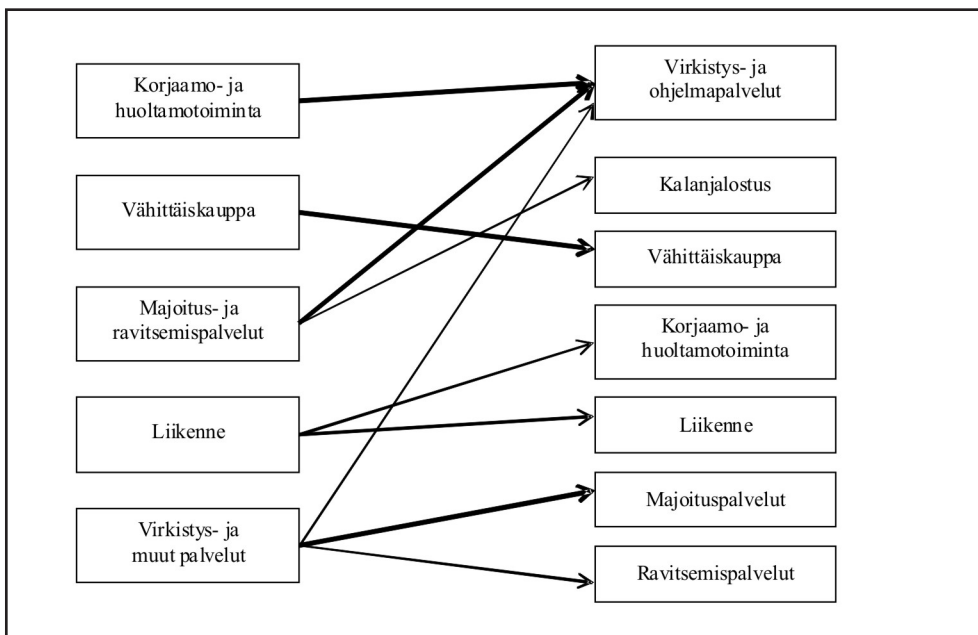 Korjaamo- ja
huoltamotoiminta
Vähittäiskauppa
Majoitus- ja
ravitsemispalvelut
Liikenne
Virkistys- ja
muut palvelut
Virkistys- ja
ohjelmapalvelut
Kalanjalostus
Vähittäiskauppa
Korjaamo- ja
huoltamotoiminta
Liikenne
Majoituspalvelut
Ravitsemispalvelut